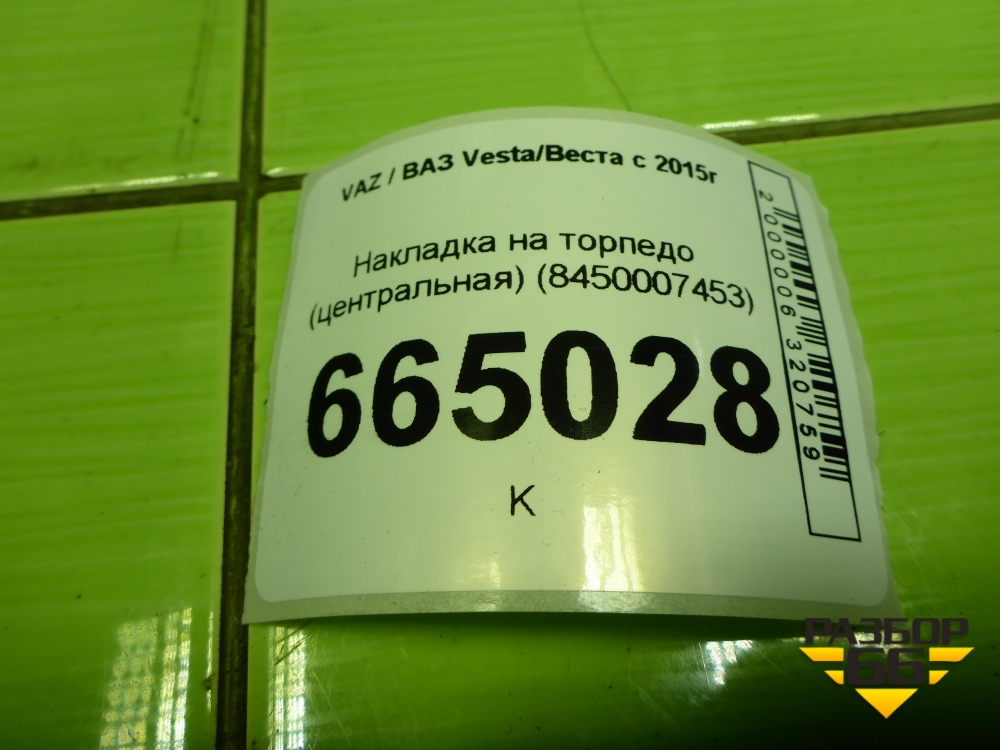 VAZ / ВАЗ Vesta/Веста с 2015г
Накладка на торпедо
(центральная) (8450007453)
665028
К
2000006320759
РАЗБОР
66